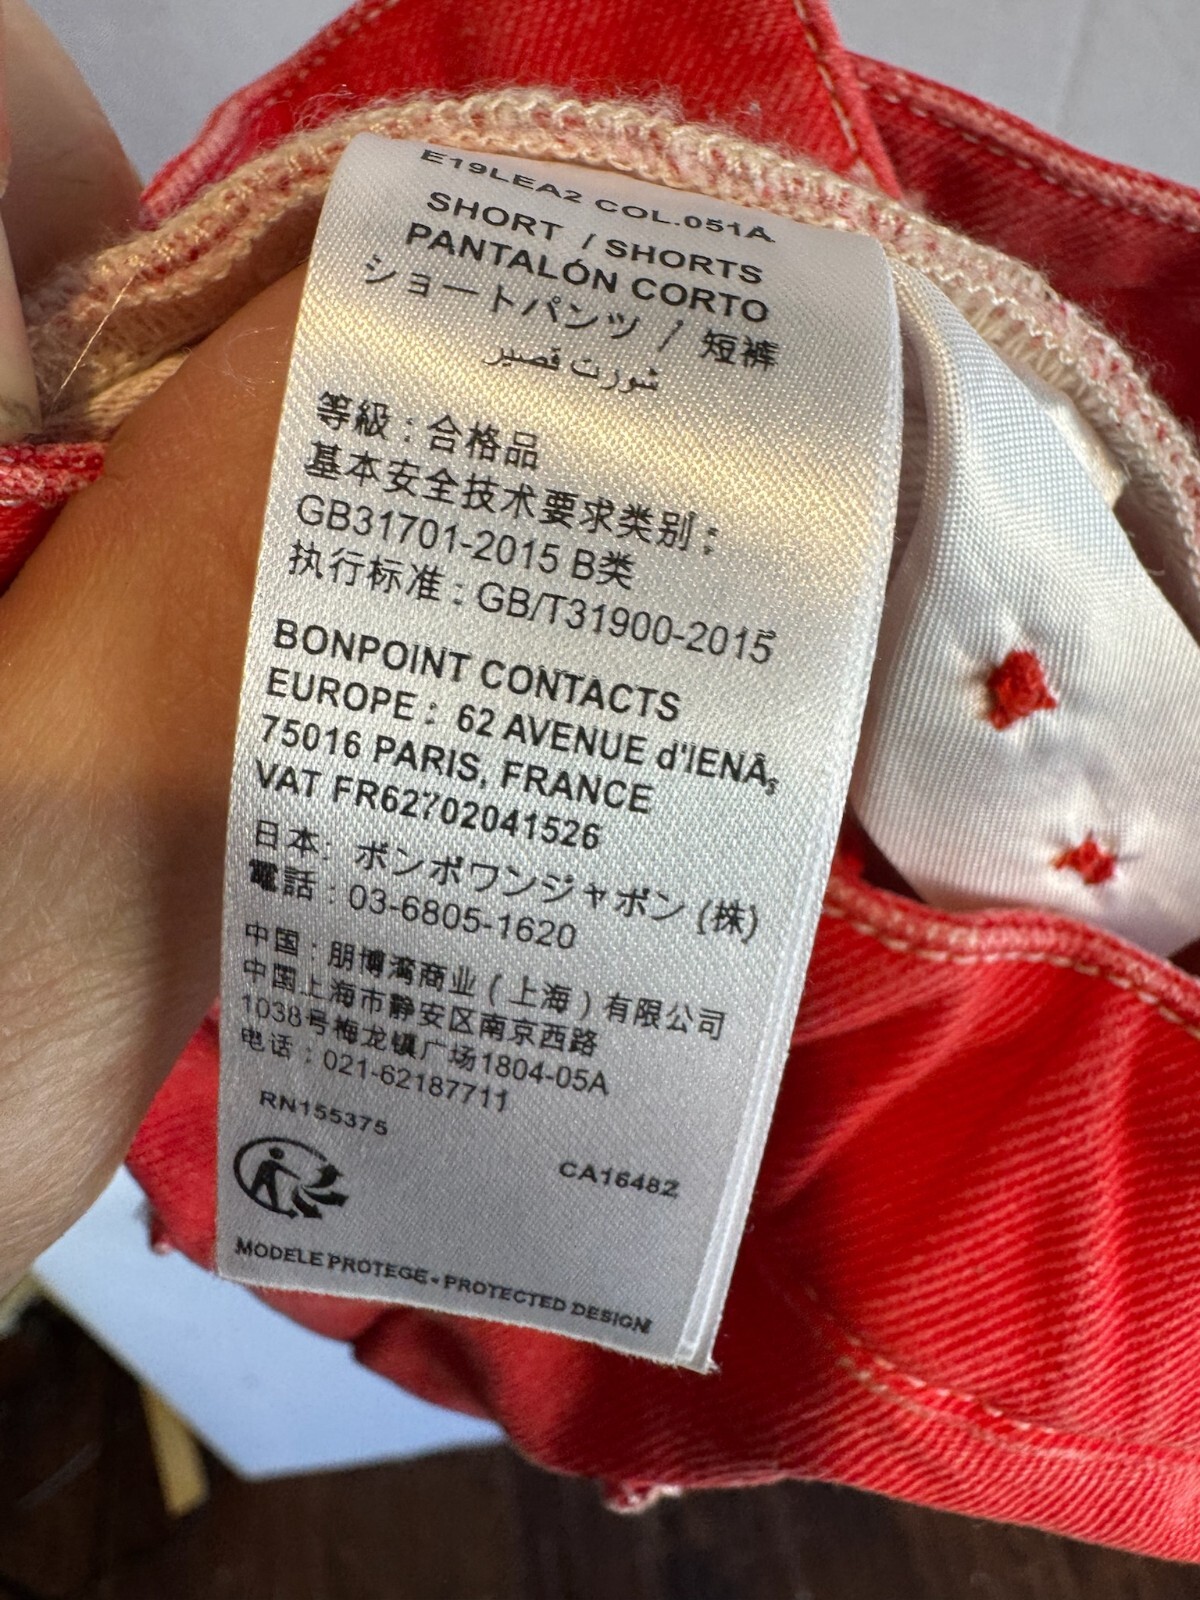 E19LEA2 COL.051A
SHORT / SHORTS
PANTALÓN CORTO
ショートパンツ / 短裤
شورت قصير
等級：合格品
基本安全技术要求类别：
GB31701-2015 B类
执行标准：GB/T31900-2015
BONPOINT CONTACTS
EUROPE : 62 AVENUE d'IENÂ,
75016 PARIS, FRANCE
VAT FR62702041526
日本: ボンポワンジャポン (株)
電話：03-6805-1620
中国：朋博湾商业（上海）有限公司
中国上海市静安区南京西路
1038号梅龙镇广场1804-05A
电话：021-62187711
RN155375
CA16482
MODELE PROTEGE - PROTECTED DESIGN